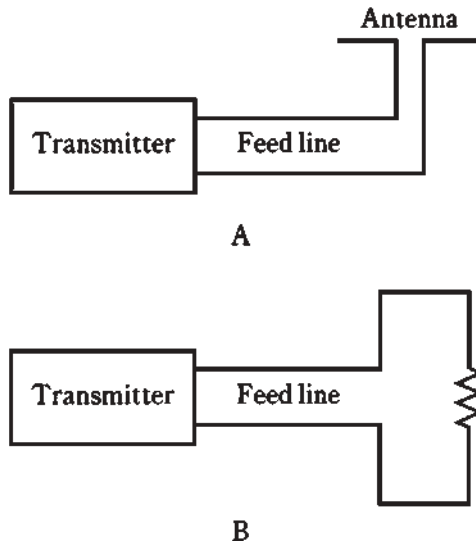 Antenna
Transmitter
Feed line
A
Transmitter
Feed line
B